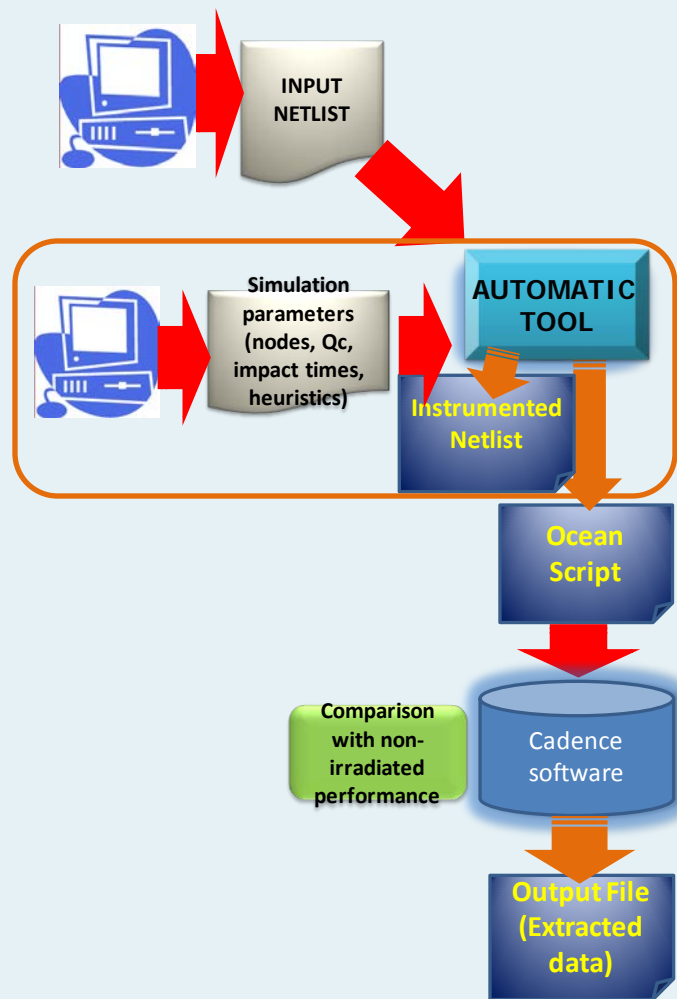 INPUT
NETLIST
Simulation
parameters
(nodes, Qc,
impact times,
heuristics)
AUTOMATIC
TOOL
Instrumented
Netlist
Ocean
Script
Comparison
with non-
irradiated
performance
Cadence
software
Output File
(Extracted
data)